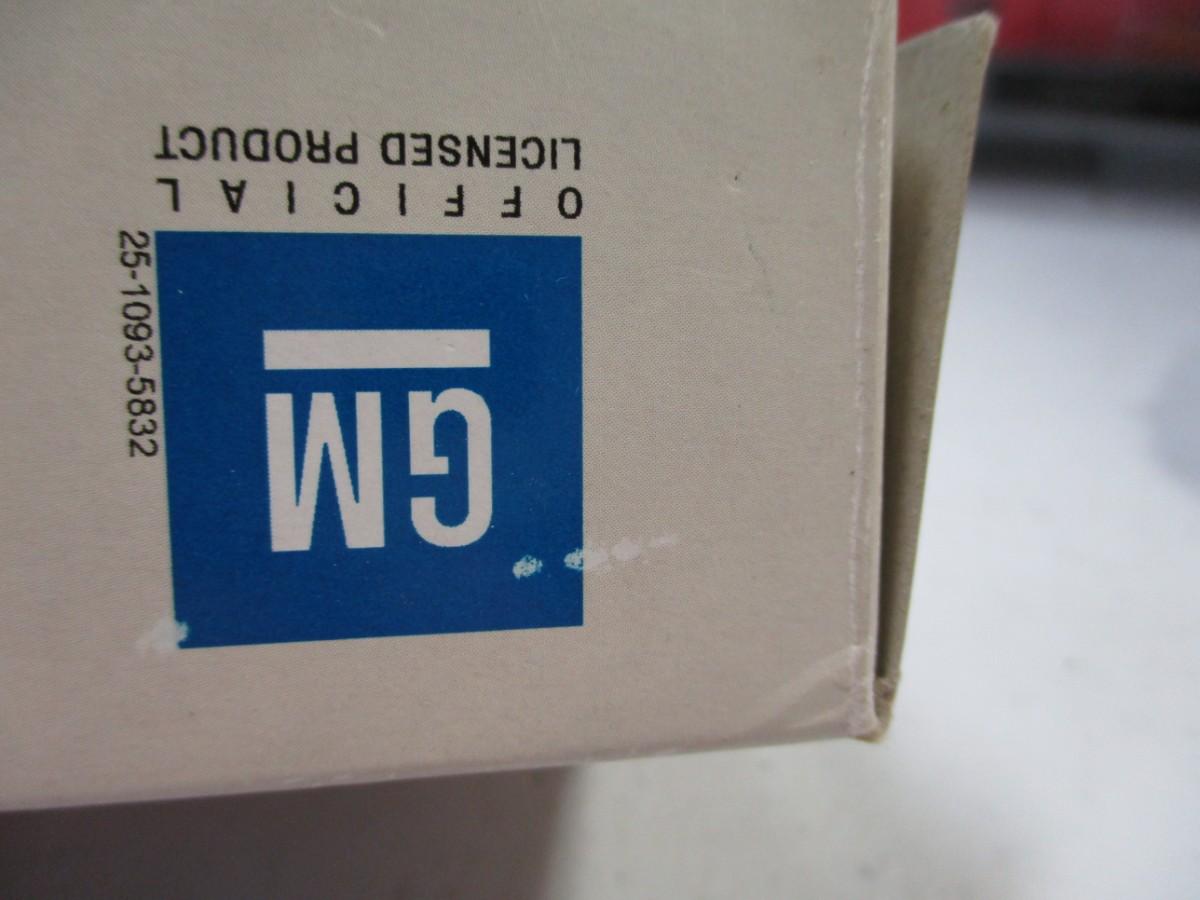 GM
OFFICIAL
LICENSED PRODUCT
25-1093-5832